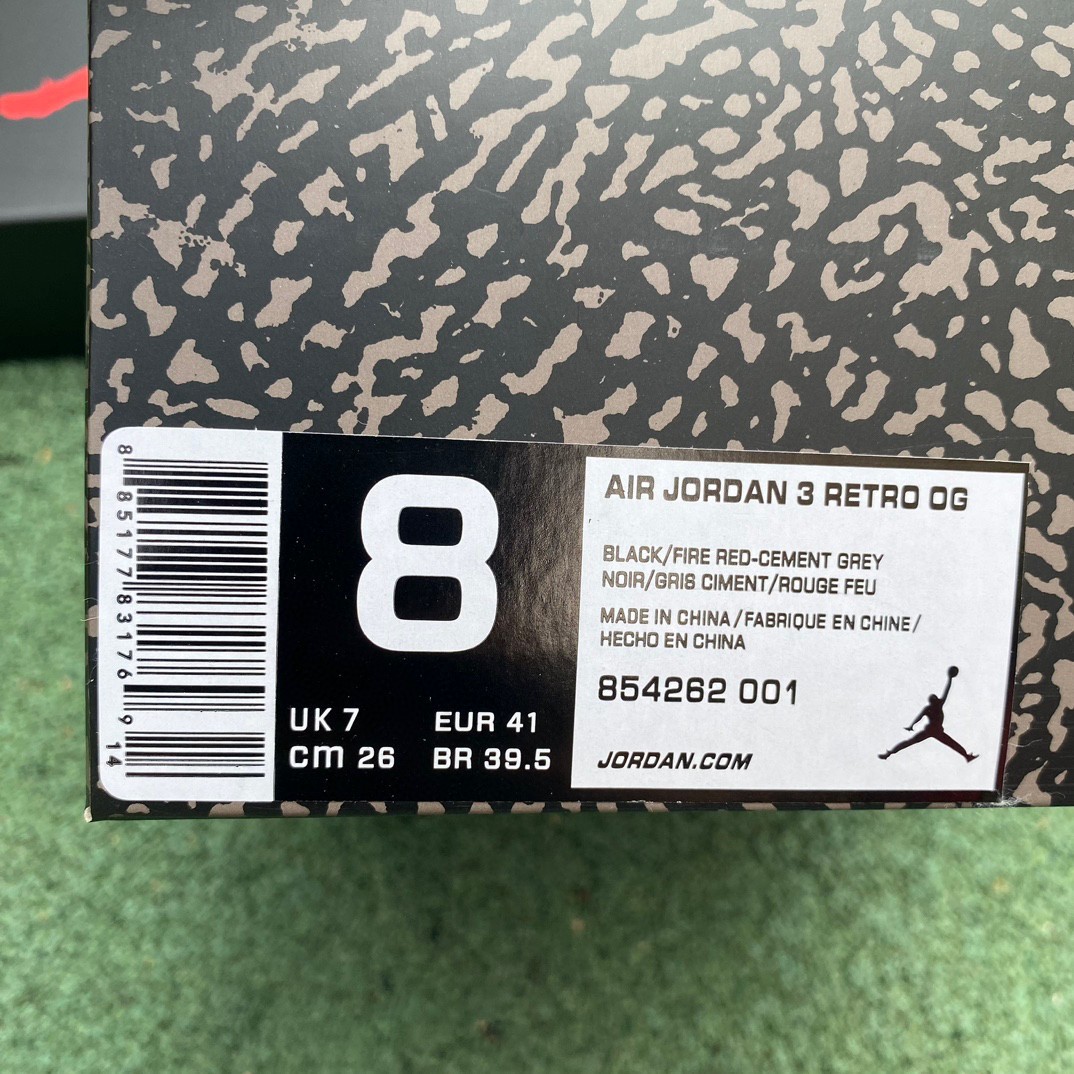 8 85177 83176 9 14
8
UK 7 EUR 41
cm 26 BR 39.5
AIR JORDAN 3 RETRO OG
BLACK/FIRE RED-CEMENT GREY
NOIR/GRIS CIMENT/ROUGE FEU
MADE IN CHINA/FABRIQUE EN CHINE/
HECHO EN CHINA
854262 001
JORDAN.COM